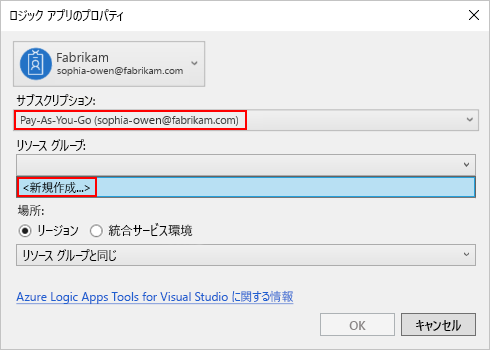 ロジック アプリのプロパティ
Fabrikam
sophia-owen@fabrikam.com
サブスクリプション:
Pay-As-You-Go (sophia-owen@fabrikam.com)
リソース グループ:
<新規作成...>
場所:
リージョン 統合サービス環境
リソース グループと同じ
Azure Logic Apps Tools for Visual Studio に関する情報
OK キャンセル